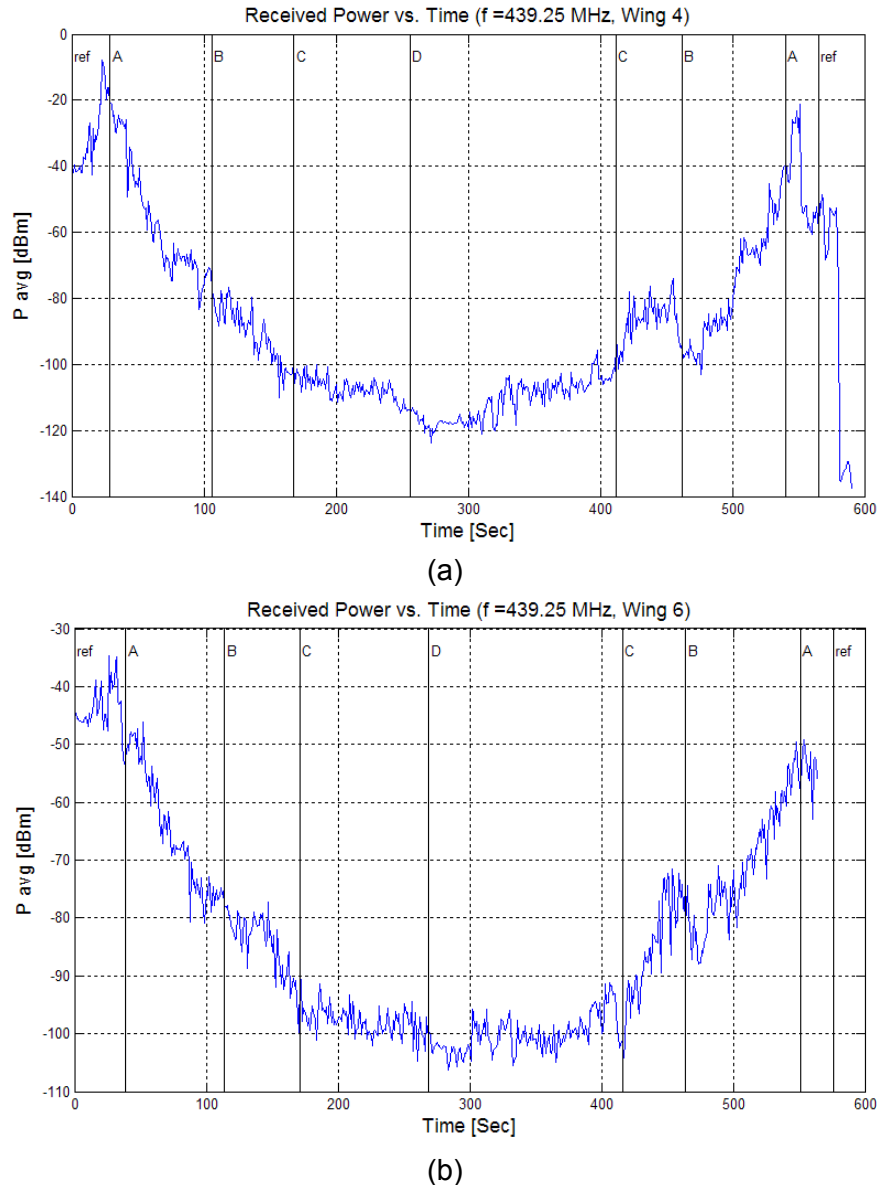 Received Power vs. Time (f =439.25 MHz, Wing 4)
0
ref A B C D C B A ref
-20
-40
-60
-80
-100
-120
-140
P avg [dBm]
0 100 200 300 400 500 600
Time [Sec]
(a)
Received Power vs. Time (f =439.25 MHz, Wing 6)
-30
ref A B C D C B A ref
-40
-50
-60
-70
-80
-90
-100
-110
P avg [dBm]
0 100 200 300 400 500 600
Time [Sec]
(b)